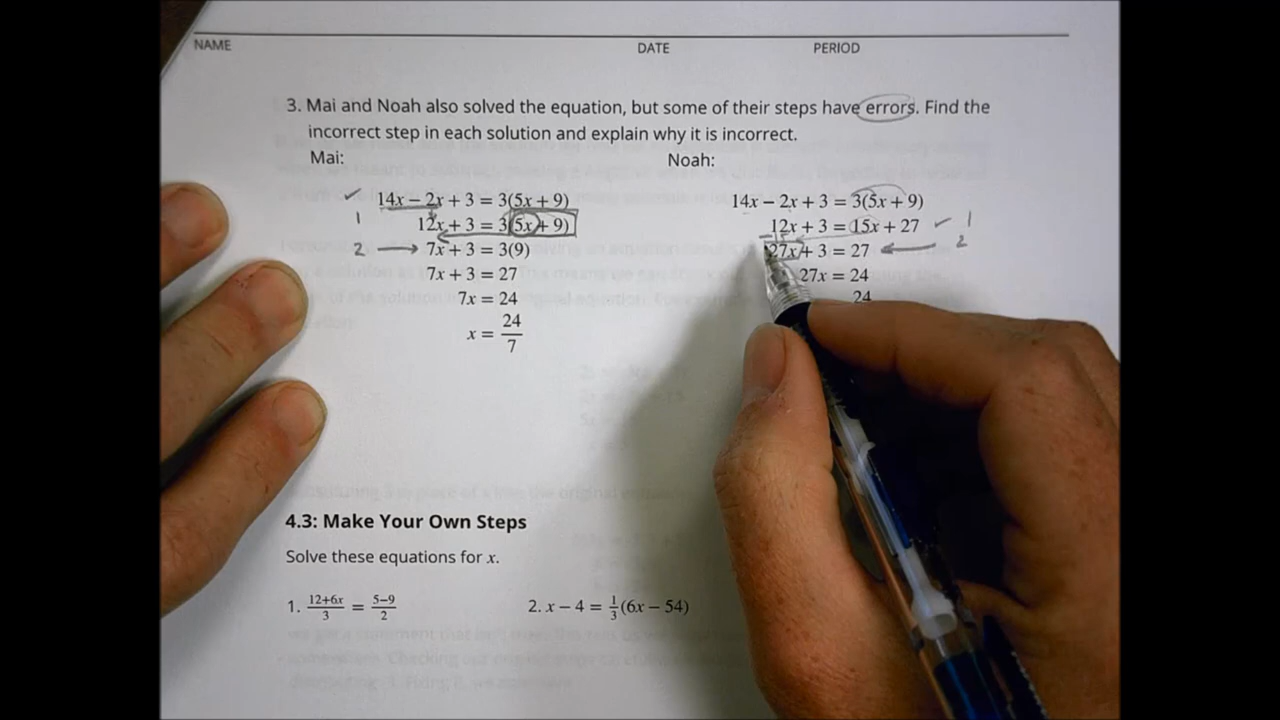 NAME DATE PERIOD
3. Mai and Noah also solved the equation, but some of their steps have errors. Find the
incorrect step in each solution and explain why it is incorrect.
Mai: Noah:
✓ 14x − 2x + 3 = 3(5x + 9)
1 12x + 3 = 3(5x + 9)
2 → 7x + 3 = 3(9)
7x + 3 = 27
7x = 24
x = 24/7
14x − 2x + 3 = 3(5x + 9)
12x + 3 = 15x + 27 ✓ 1
27x + 3 = 27 ← 2
27x = 24
24
4.3: Make Your Own Steps
Solve these equations for x.
1. (12+6x)/3 = (5−9)/2 2. x − 4 = 1/3(6x − 54)